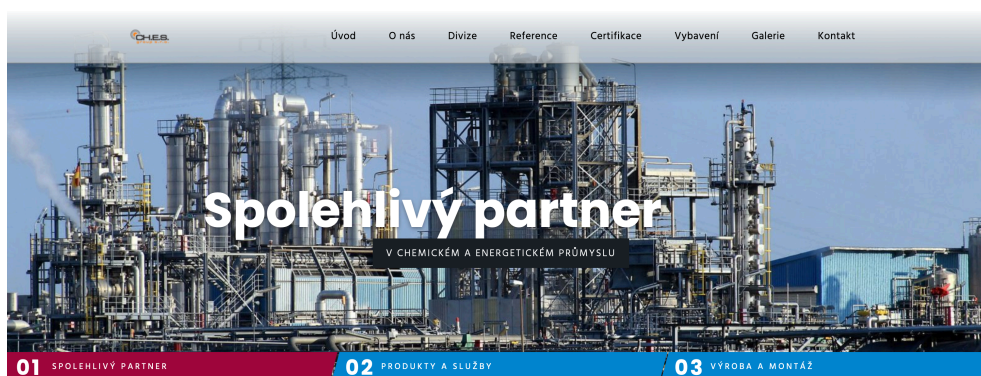 CH.E.S.
Úvod
O nás
Divize
Reference
Certifikace
Vybavení
Galerie
Kontakt
Spolehlivý partner
V CHEMICKÉM A ENERGETICKÉM PRŮMYSLU
01 SPOLEHLIVÝ PARTNER
02 PRODUKTY A SLUŽBY
03 VÝROBA A MONTÁŽ